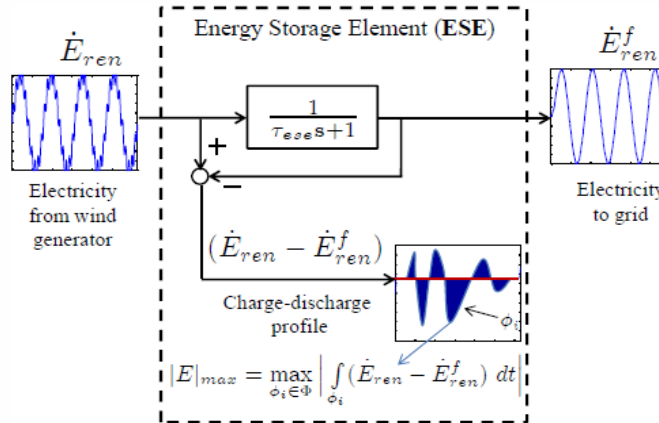 Energy Storage Element (ESE)
Ė_ren
Ė^f_ren
1
τ_ese s+1
+
−
Electricity
from wind
generator
Electricity
to grid
(Ė_ren − Ė^f_ren)
Charge-discharge
profile
ϕ_i
|E|_max = max_{ϕ_i∈Φ} | ∫_{ϕ_i} (Ė_ren − Ė^f_ren) dt |